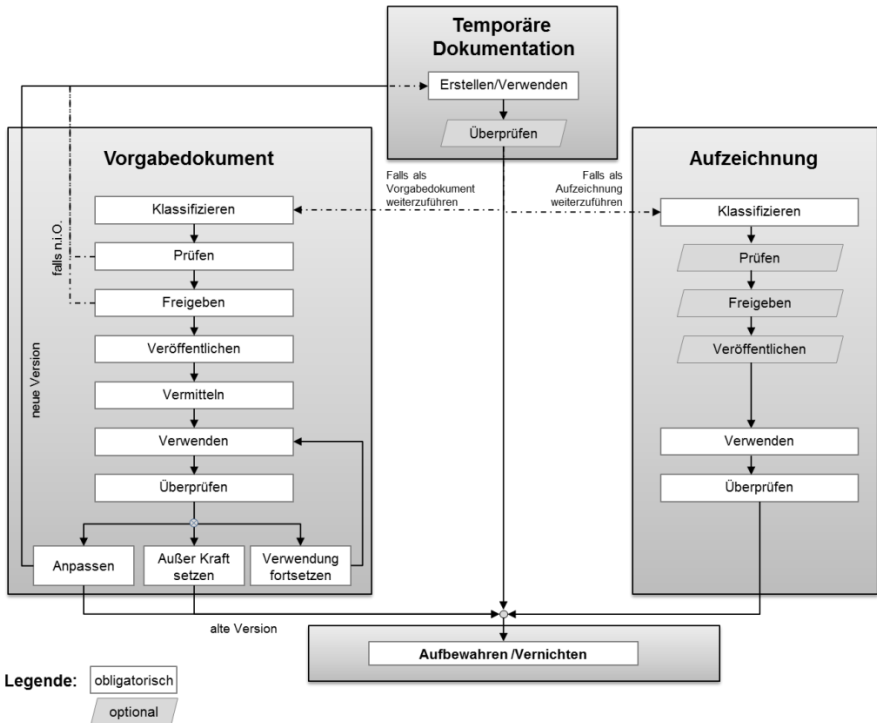 Temporäre
Dokumentation
Erstellen/Verwenden
Überprüfen
Vorgabedokument
Falls als
Vorgabedokument
weiterzuführen
Falls als
Aufzeichnung
weiterzuführen
Aufzeichnung
Klassifizieren
Prüfen
Freigeben
Veröffentlichen
Vermitteln
Verwenden
Überprüfen
falls n.i.O.
neue Version
Anpassen
Außer Kraft
setzen
Verwendung
fortsetzen
Klassifizieren
Prüfen
Freigeben
Veröffentlichen
Verwenden
Überprüfen
alte Version
Aufbewahren /Vernichten
Legende:
obligatorisch
optional